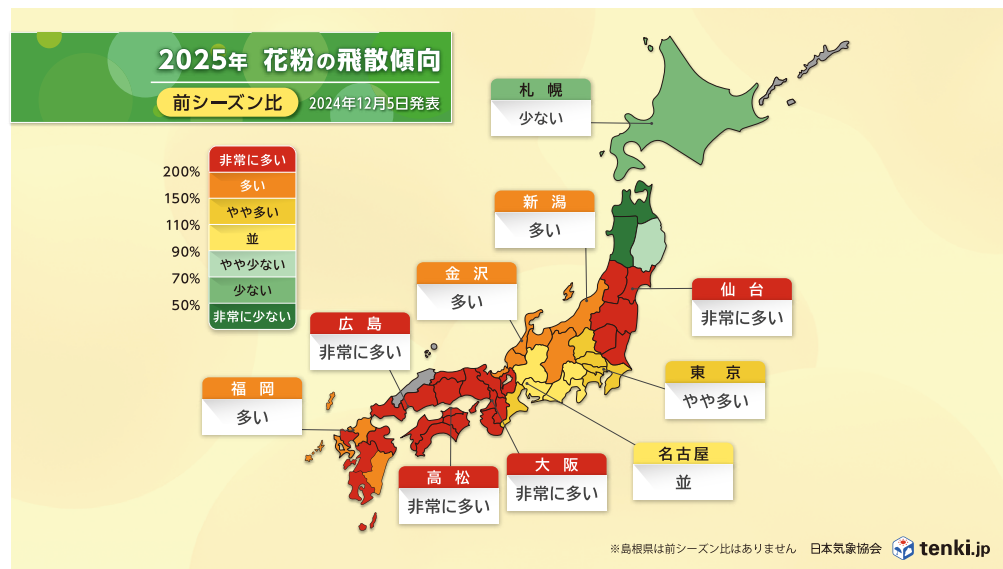 2025年 花粉の飛散傾向
前シーズン比 2024年12月5日発表
非常に多い
200%
多い
150%
やや多い
110%
並
90%
やや少ない
70%
少ない
50%
非常に少ない
札幌
少ない
新潟
多い
金沢
多い
仙台
非常に多い
広島
非常に多い
東京
やや多い
福岡
多い
名古屋
並
大阪
非常に多い
高松
非常に多い
※島根県は前シーズン比はありません 日本気象協会 tenki.jp